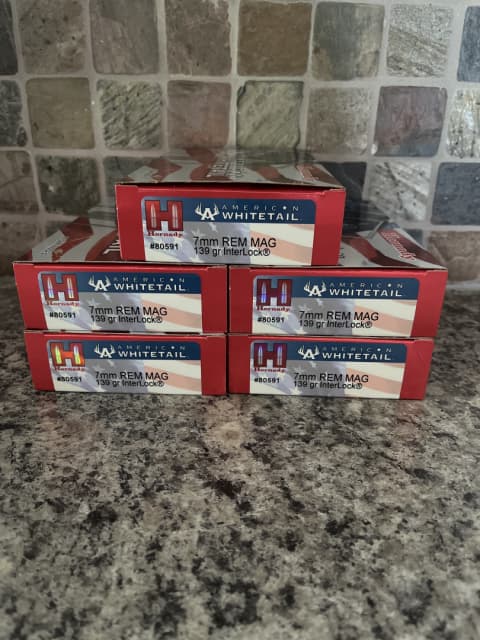 H
Hornady
AMERICAN
WHITETAIL
#80591
7mm REM MAG
139 gr InterLock®
H
Hornady
AMERICAN
WHITETAIL
#80591
7mm REM MAG
139 gr InterLock®
H
Hornady
AMERICAN
WHITETAIL
#80591
7mm REM MAG
139 gr InterLock®
H
Hornady
AMERICAN
WHITETAIL
#80591
7mm REM MAG
139 gr InterLock®
H
Hornady
AMERICAN
WHITETAIL
#80591
7mm REM MAG
139 gr InterLock®